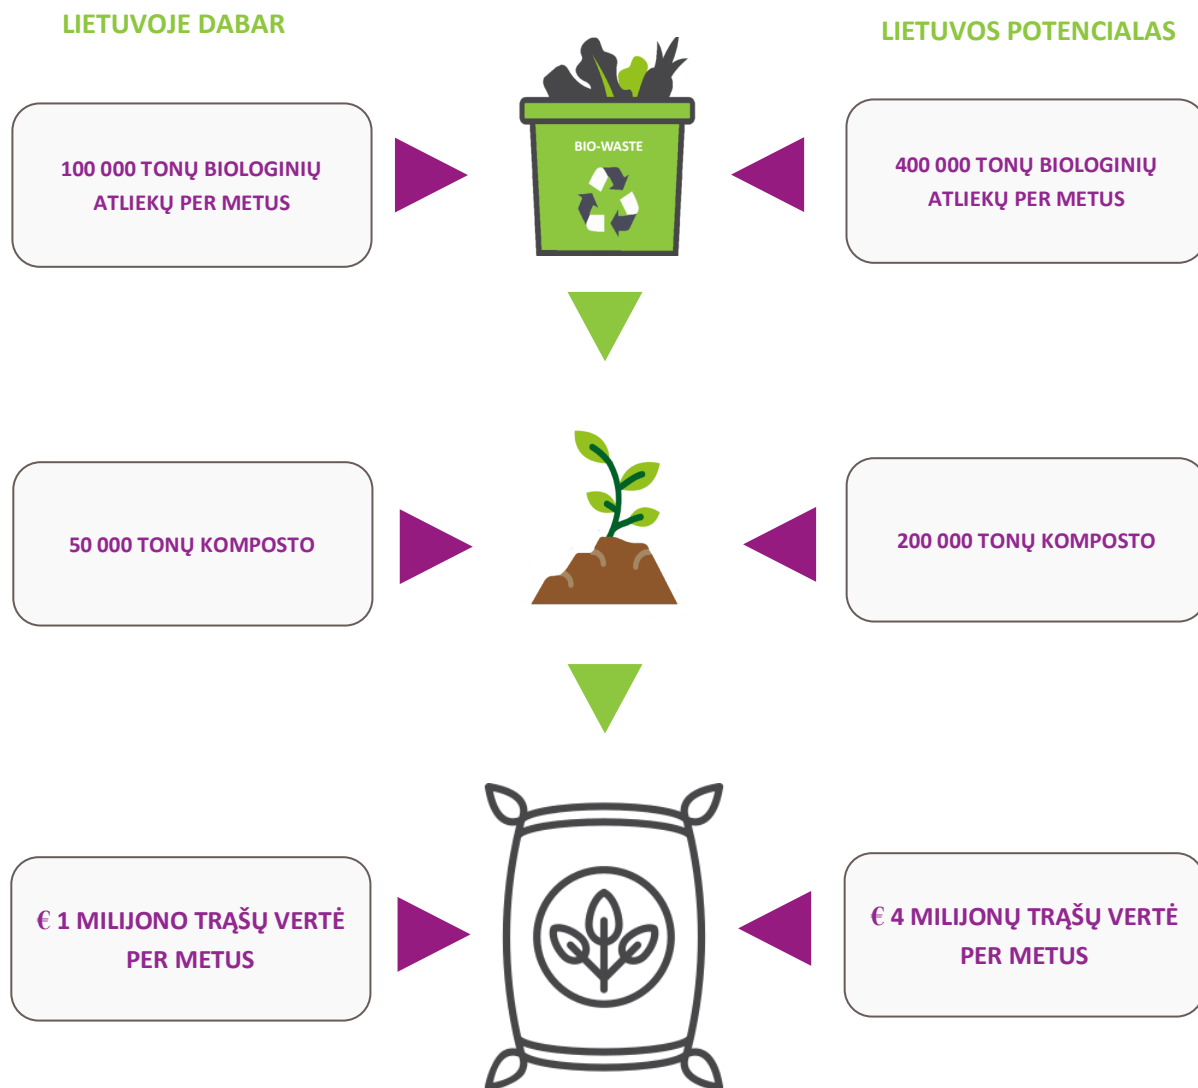 LIETUVOJE DABAR
LIETUVOS POTENCIALAS
100 000 TONŲ BIOLOGINIŲ
ATLIEKŲ PER METUS
BIO-WASTE
400 000 TONŲ BIOLOGINIŲ
ATLIEKŲ PER METUS
50 000 TONŲ KOMPOSTO
200 000 TONŲ KOMPOSTO
€ 1 MILIJONO TRĄŠŲ VERTĖ
PER METUS
€ 4 MILIJONŲ TRĄŠŲ VERTĖ
PER METUS